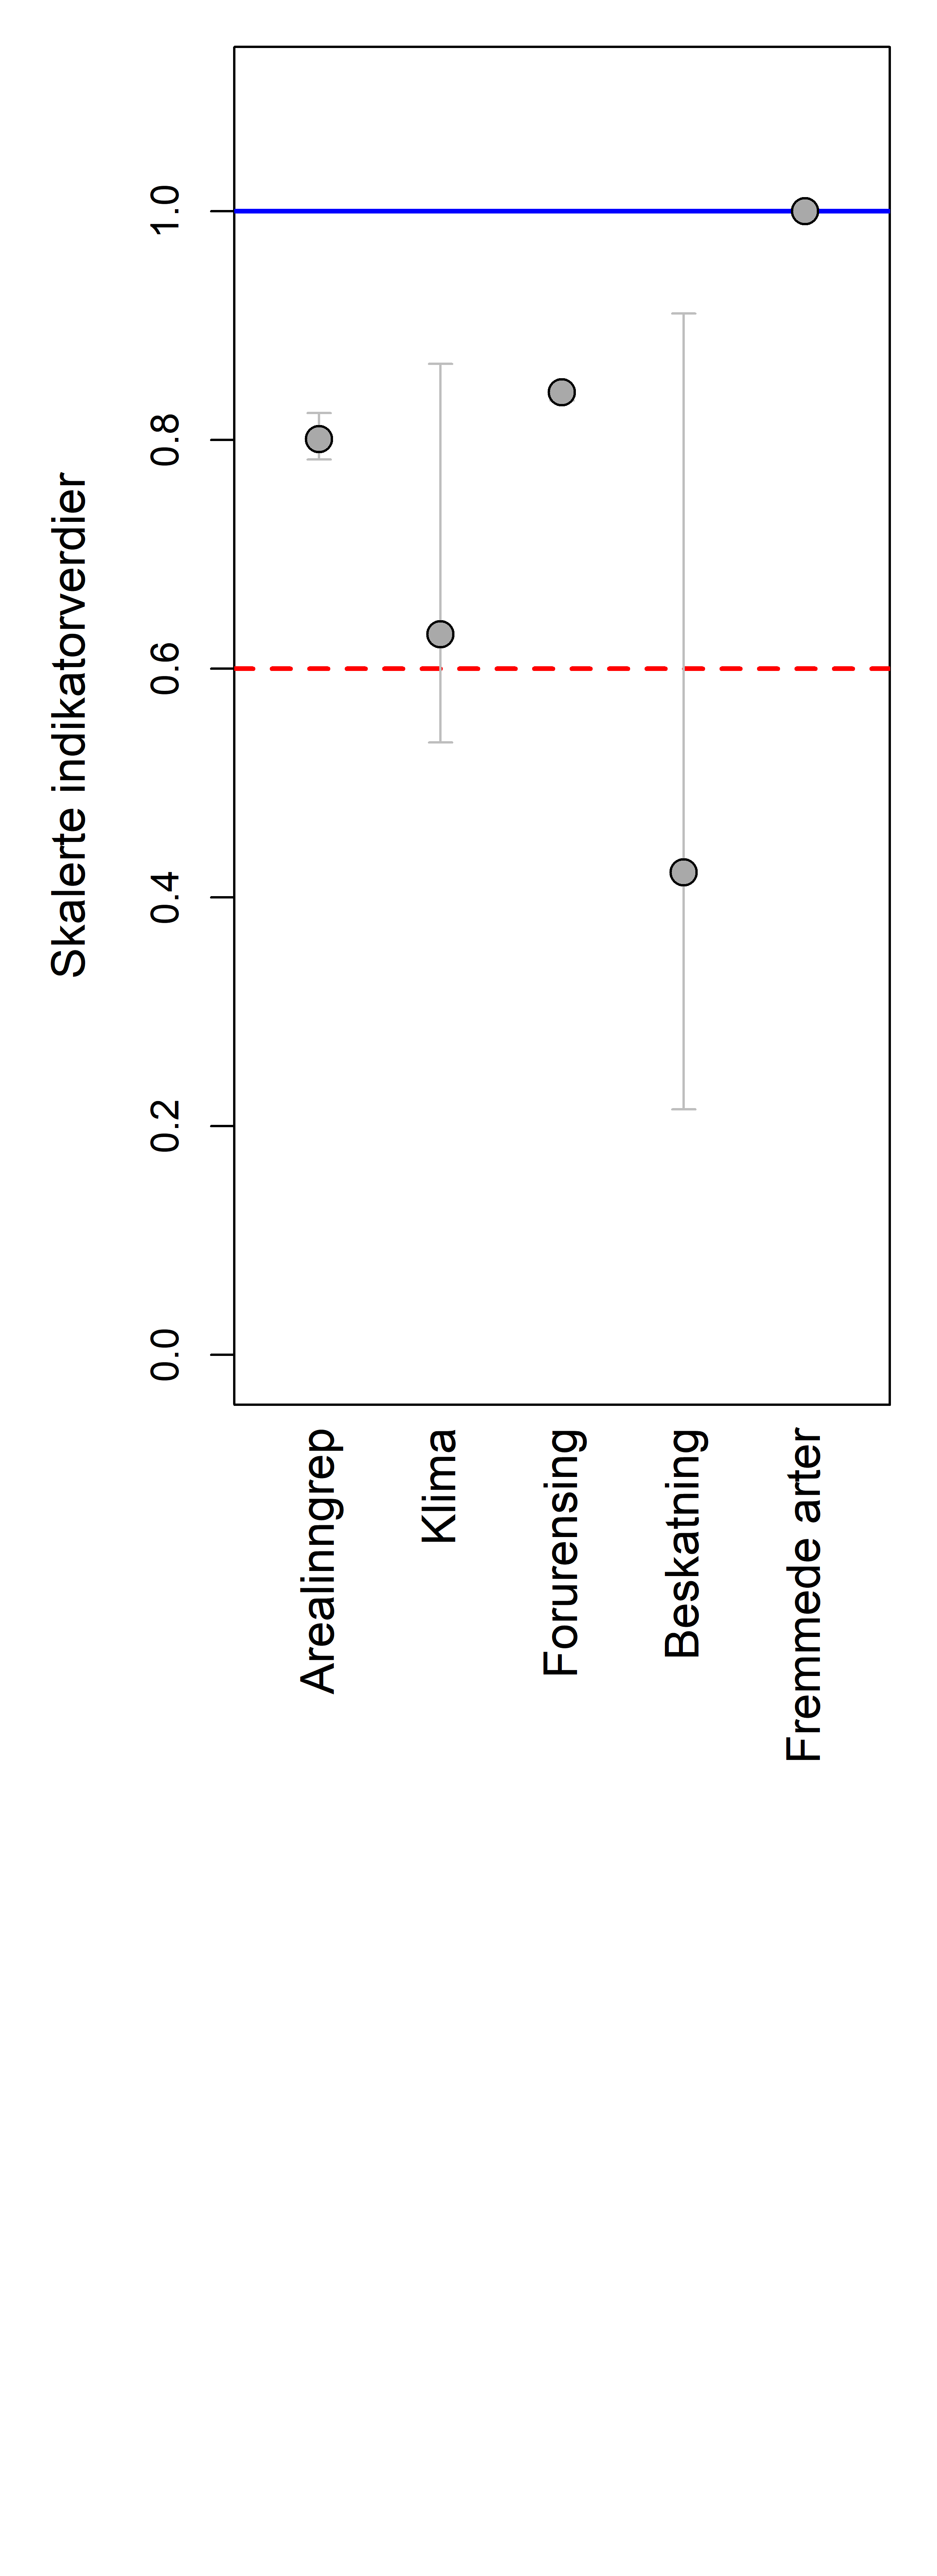 Skalerte indikatorverdier
1.0
0.8
0.6
0.4
0.2
0.0
Arealinngrep
Klima
Forurensing
Beskatning
Fremmede arter